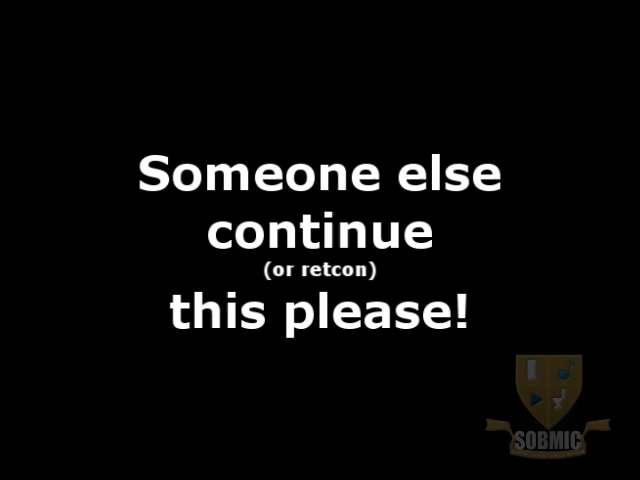 Someone else
continue
(or retcon)
this please!
SOBMIC